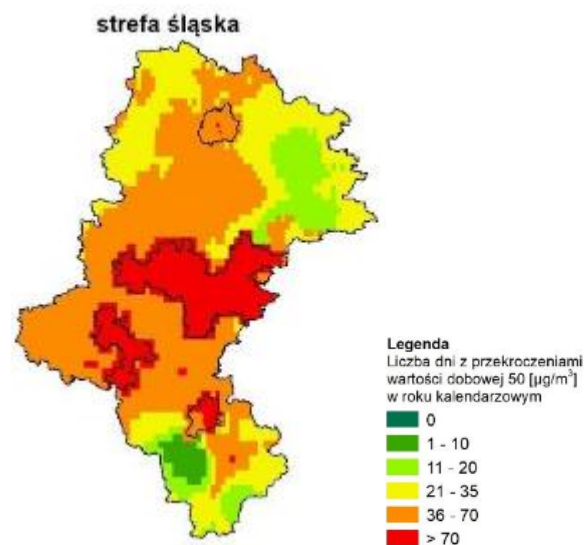 strefa śląska
Legenda
Liczba dni z przekroczeniami
wartości dobowej 50 [µg/m³]
w roku kalendarzowym
0
1 - 10
11 - 20
21 - 35
36 - 70
> 70